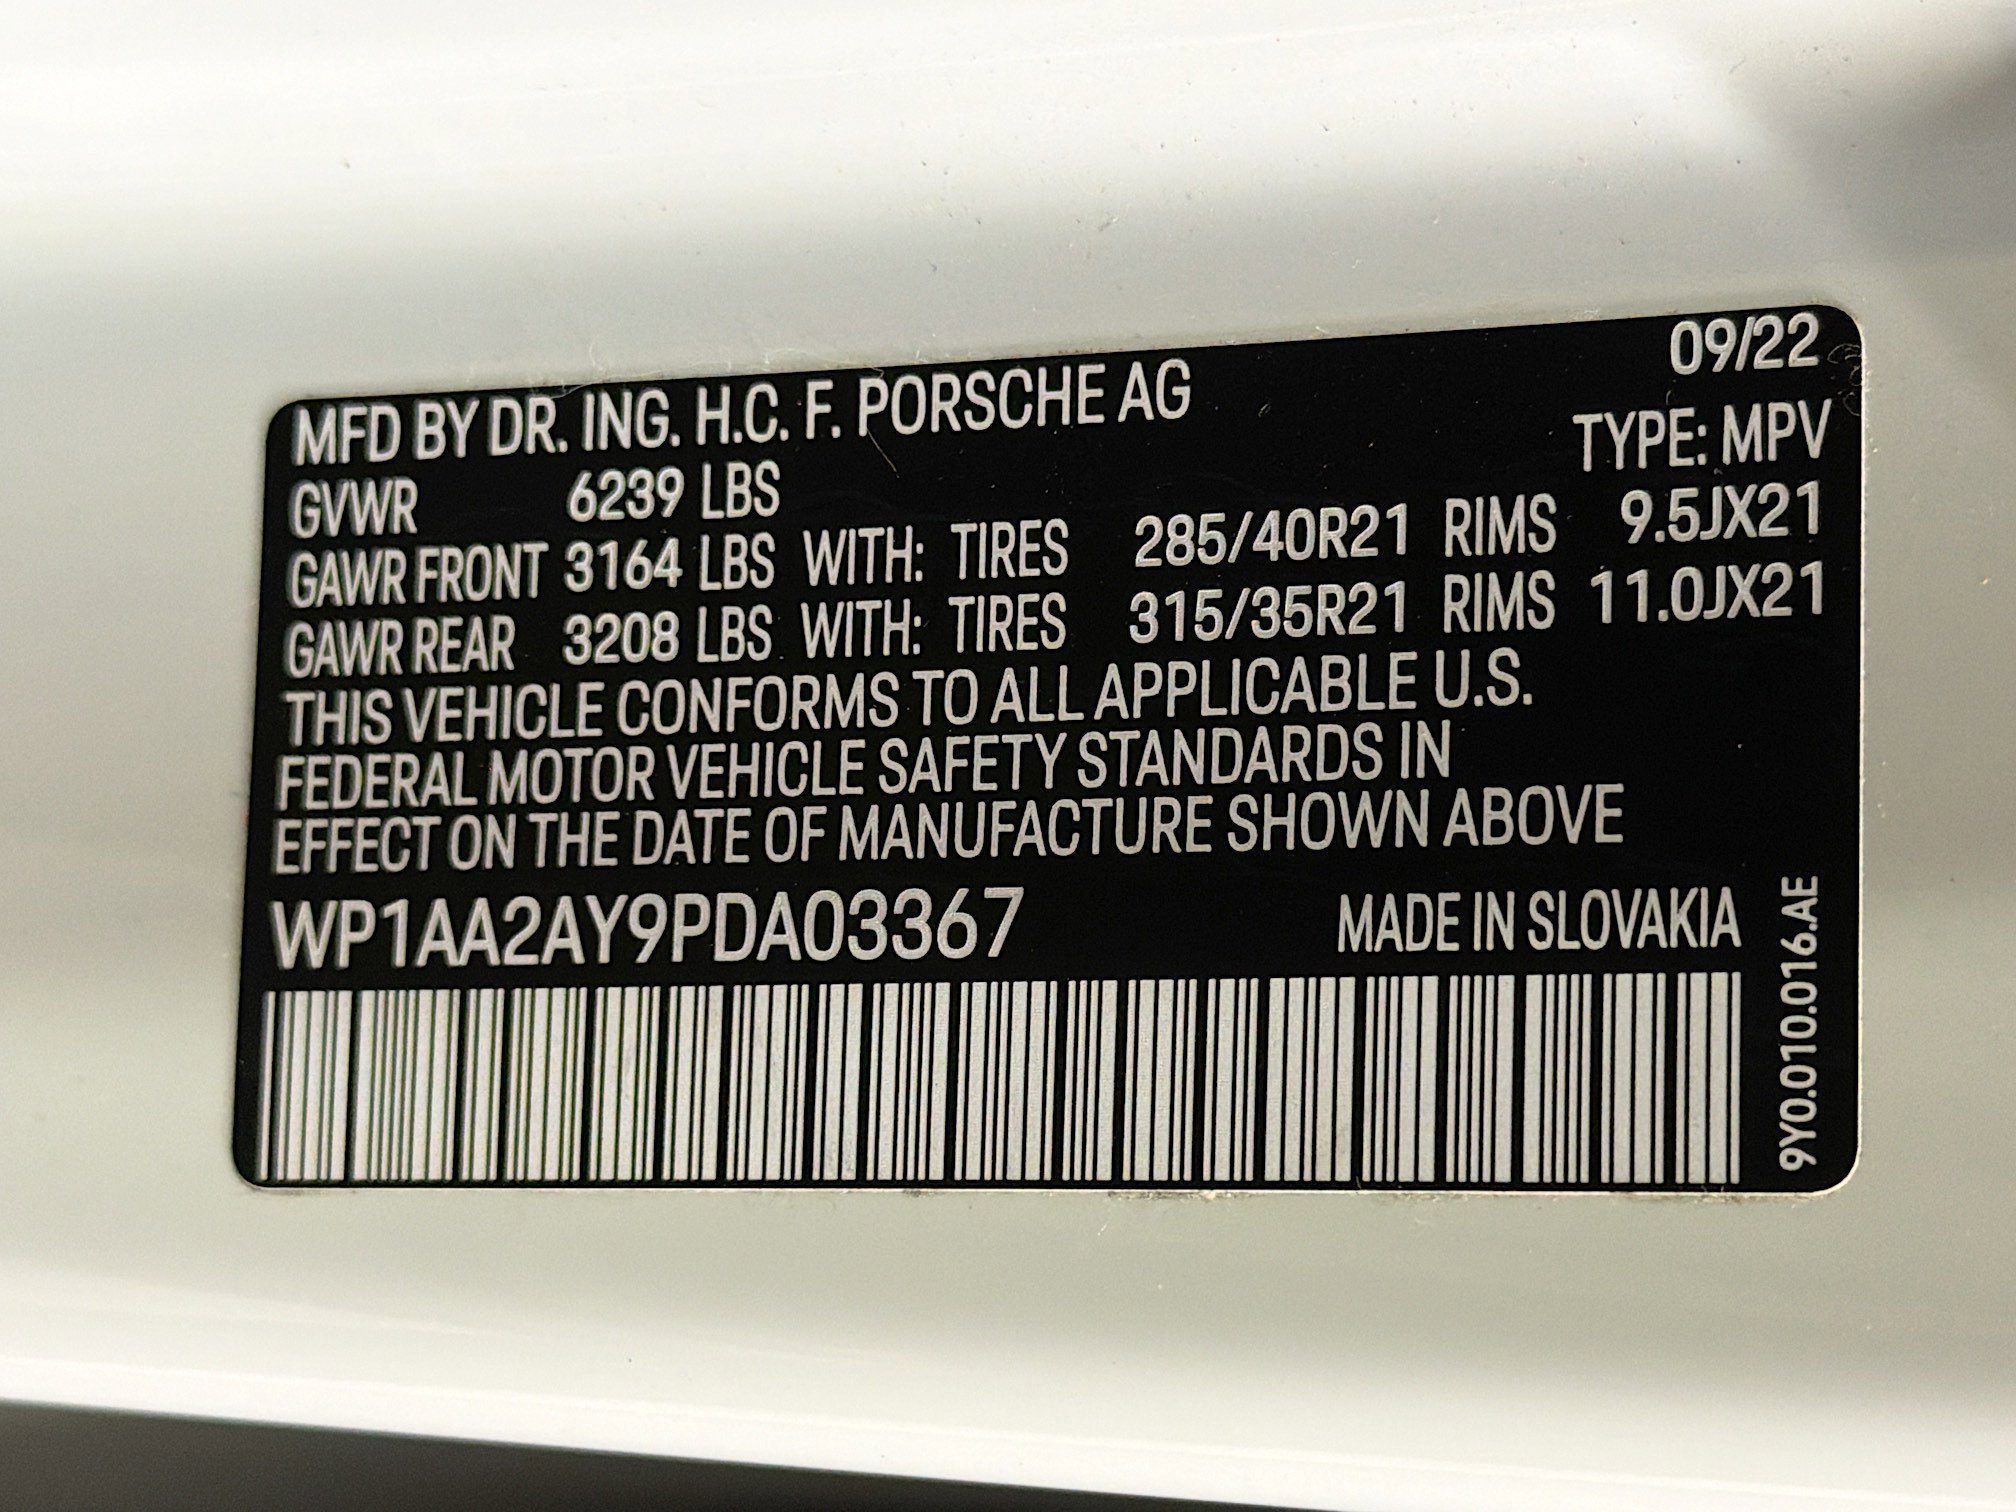 09/22
MFD BY DR. ING. H.C. F. PORSCHE AG
TYPE: MPV
GVWR 6239 LBS
GAWR FRONT 3164 LBS WITH: TIRES 285/40R21 RIMS 9.5JX21
GAWR REAR 3208 LBS WITH: TIRES 315/35R21 RIMS 11.0JX21
THIS VEHICLE CONFORMS TO ALL APPLICABLE U.S.
FEDERAL MOTOR VEHICLE SAFETY STANDARDS IN
EFFECT ON THE DATE OF MANUFACTURE SHOWN ABOVE
WP1AA2AY9PDA03367 MADE IN SLOVAKIA
9Y0.010.016.AE